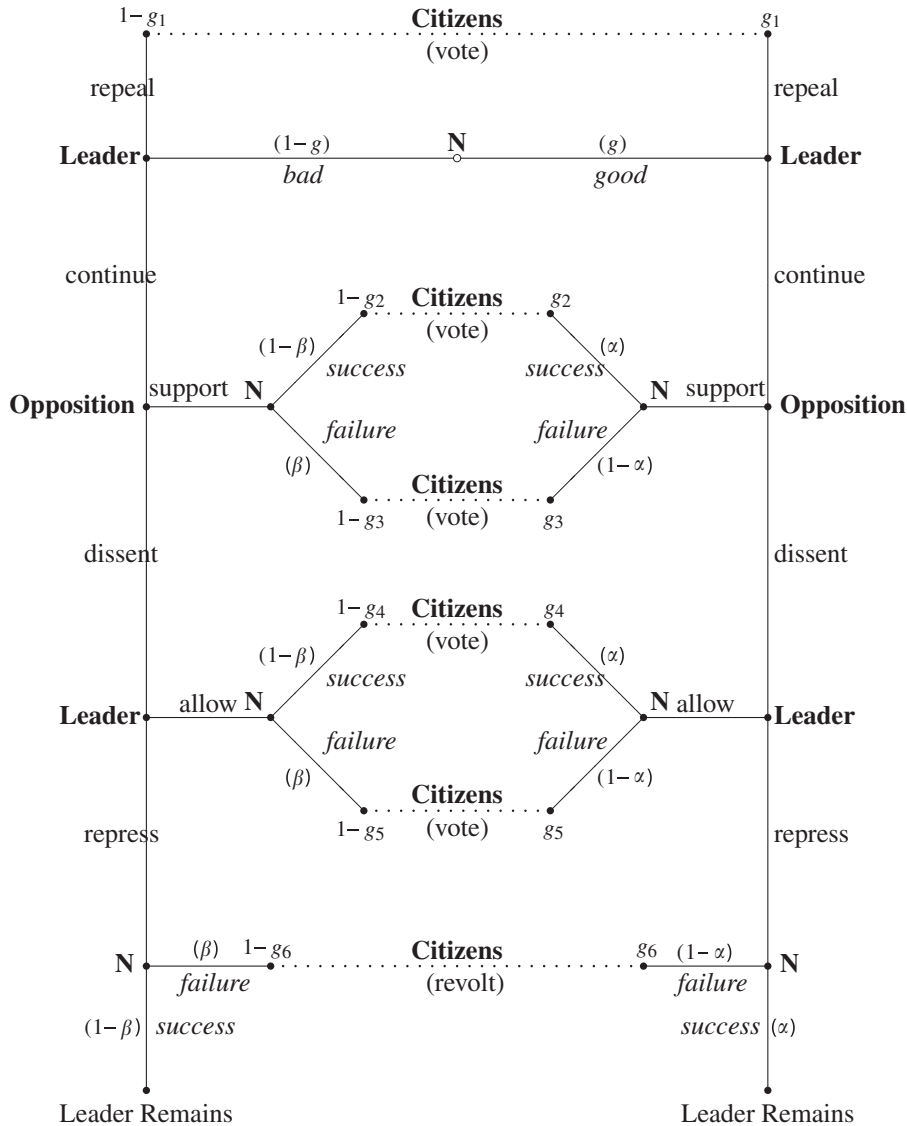 1−g₁ Citizens g₁
(vote)
repeal repeal
Leader (1−g) N (g) Leader
bad good
continue continue
1−g₂ Citizens g₂
(vote)
(1−β) success success (α)
Opposition support N N support Opposition
failure failure
(β) (1−α)
Citizens
1−g₃ (vote) g₃
dissent dissent
1−g₄ Citizens g₄
(vote)
(1−β) success success (α)
Leader allow N N allow Leader
failure failure
(β) (1−α)
Citizens
1−g₅ (vote) g₅
repress repress
N (β) 1−g₆ Citizens g₆ (1−α) N
failure (revolt) failure
(1−β) success success (α)
Leader Remains Leader Remains